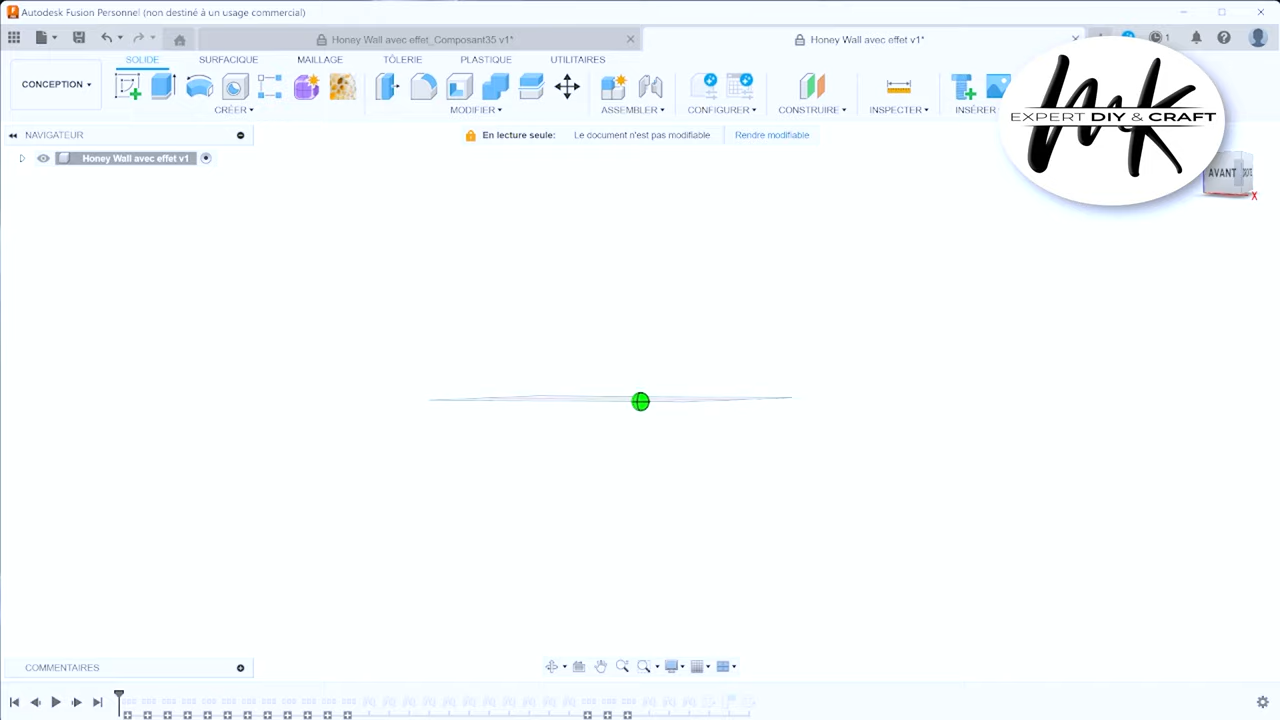 Autodesk Fusion Personnel (non destiné à un usage commercial)
Honey Wall avec effet_Composant35 v1*
Honey Wall avec effet v1*
1
SOLIDE
SURFACIQUE
MAILLAGE
TÔLERIE
PLASTIQUE
UTILITAIRES
CONCEPTION
CRÉER
MODIFIER
ASSEMBLER
CONFIGURER
CONSTRUIRE
INSPECTER
INSÉRER
MK
EXPERT DIY & CRAFT
NAVIGATEUR
En lecture seule:
Le document n'est pas modifiable
Rendre modifiable
Honey Wall avec effet v1
AVANT
X
COMMENTAIRES